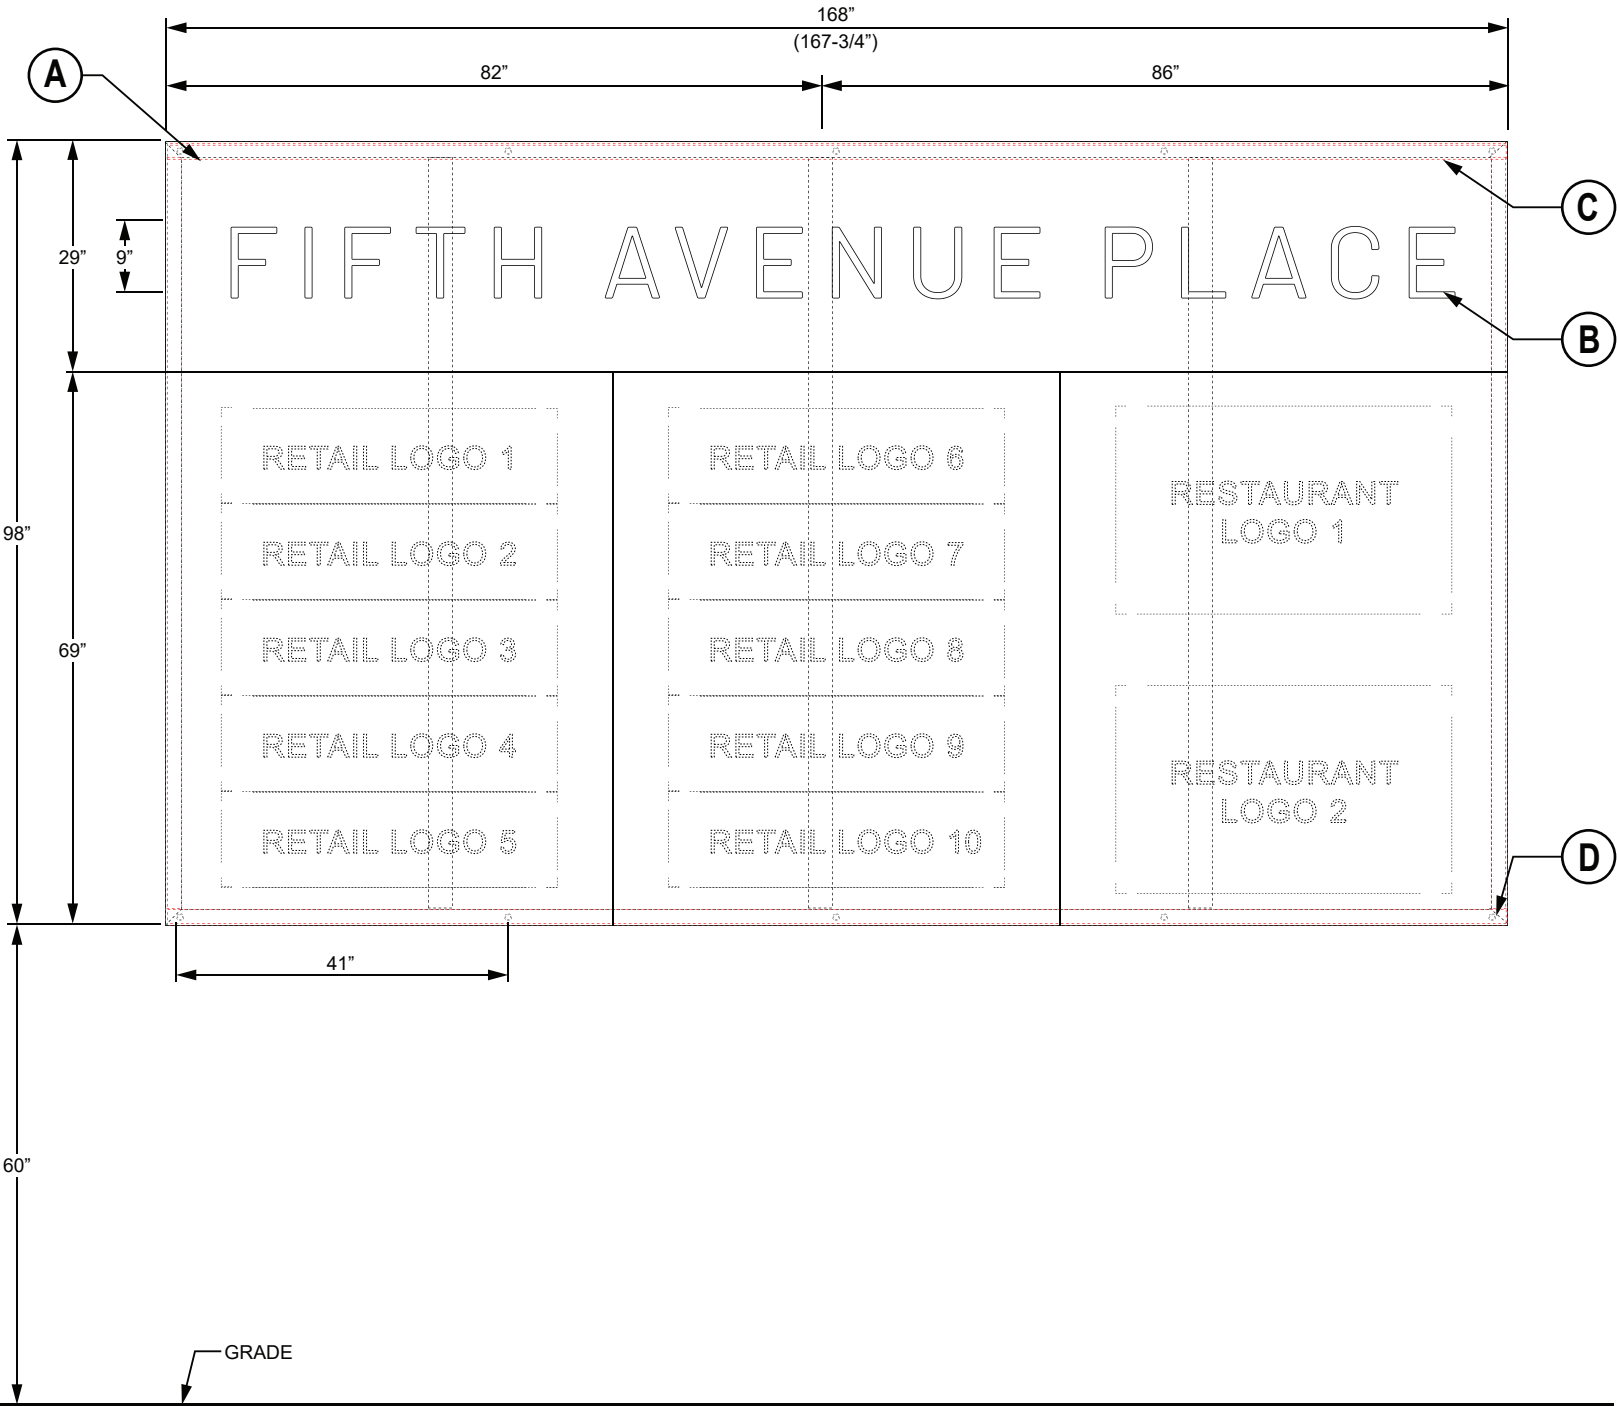 168”
(167-3/4”)
82”
86”
A
C
29”
9”
FIFTH AVENUE PLACE
B
98”
69”
RETAIL LOGO 1
RETAIL LOGO 2
RETAIL LOGO 3
RETAIL LOGO 4
RETAIL LOGO 5
RETAIL LOGO 6
RETAIL LOGO 7
RETAIL LOGO 8
RETAIL LOGO 9
RETAIL LOGO 10
RESTAURANT
LOGO 1
RESTAURANT
LOGO 2
D
41”
60”
GRADE